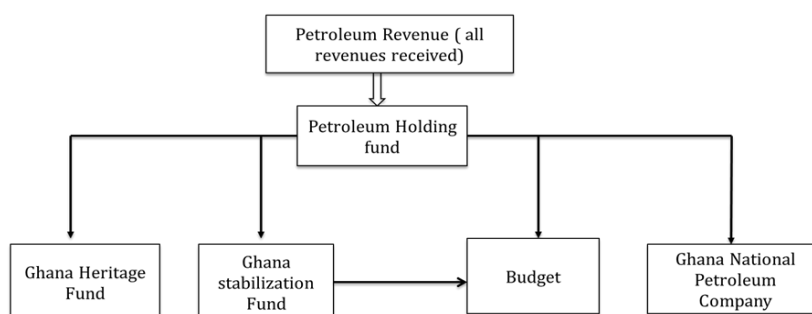 Petroleum Revenue ( all
revenues received)
Petroleum Holding
fund
Ghana Heritage
Fund
Ghana
stabilization
Fund
Budget
Ghana National
Petroleum
Company